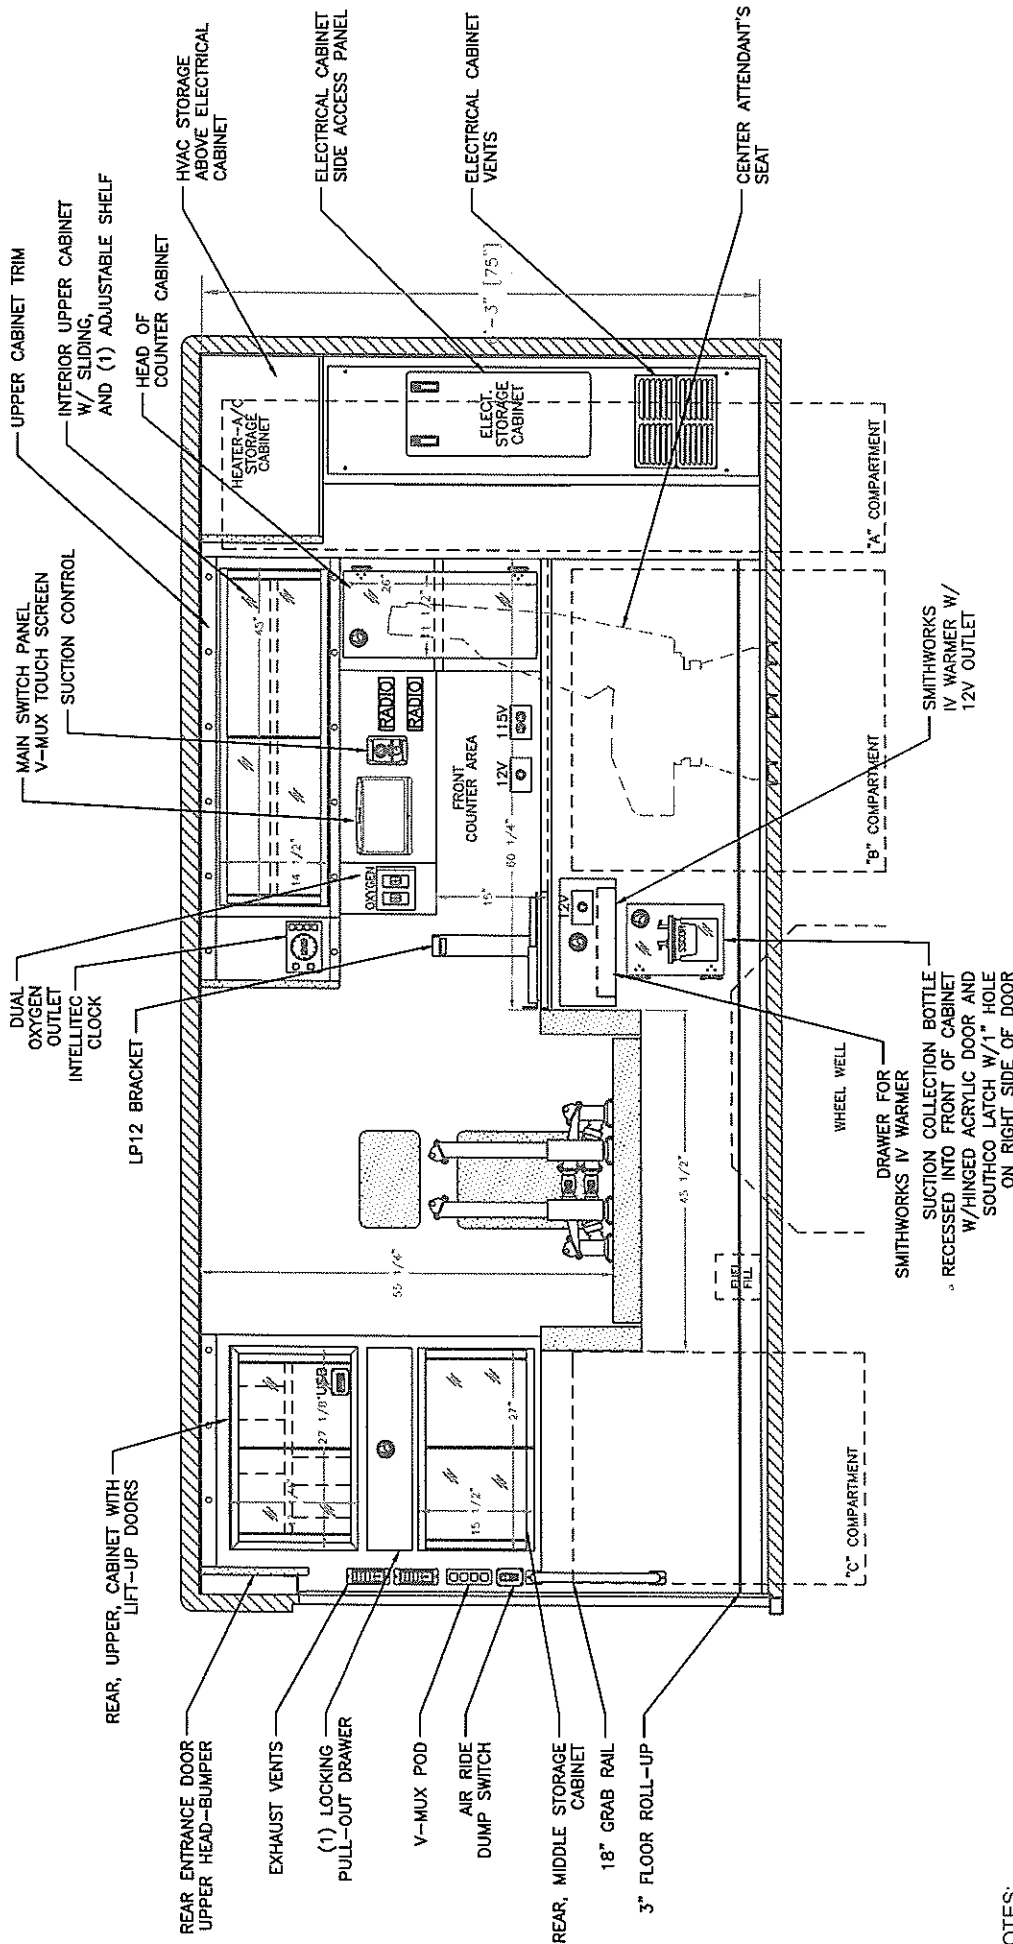 UPPER CABINET TRIM
INTERIOR UPPER CABINET
W/ SLIDING,
AND (1) ADJUSTABLE SHELF
HEAD OF
COUNTER CABINET
HVAC STORAGE
ABOVE ELECTRICAL
CABINET
ELECTRICAL CABINET
SIDE ACCESS PANEL
ELECTRICAL CABINET
VENTS
CENTER ATTENDANT'S
SEAT
MAIN SWITCH PANEL
V-MUX TOUCH SCREEN
SUCTION CONTROL
DUAL
OXYGEN
OUTLET
INTELLITEC
CLOCK
LP12 BRACKET
REAR, UPPER, CABINET WITH
LIFT-UP DOORS
REAR ENTRANCE DOOR
UPPER HEAD-BUMPER
EXHAUST VENTS
(1) LOCKING
PULL-OUT DRAWER
V-MUX POD
AIR RIDE
DUMP SWITCH
REAR, MIDDLE STORAGE
CABINET
18" GRAB RAIL
3" FLOOR ROLL-UP
HEATER-A/C
STORAGE
CABINET
ELECT.
STORAGE
CABINET
[75"]
45"
14 1/2"
26"
11 1/2"
RADIO
RADIO
OXYGEN
FRONT
COUNTER AREA
115V
12V
60 1/4"
15"
12V
55 1/4"
45 1/2"
27 1/8"
USB
15 1/2"
27"
FUEL
FILL
WHEEL WELL
"A" COMPARTMENT
"B" COMPARTMENT
"C" COMPARTMENT
SMITHWORKS
IV WARMER W/
12V OUTLET
DRAWER FOR
SMITHWORKS IV WARMER
SUCTION COLLECTION BOTTLE
RECESSED INTO FRONT OF CABINET
W/HINGED ACRYLIC DOOR AND
SOUTHCO LATCH W/1" HOLE
ON RIGHT SIDE OF DOOR
OTES: